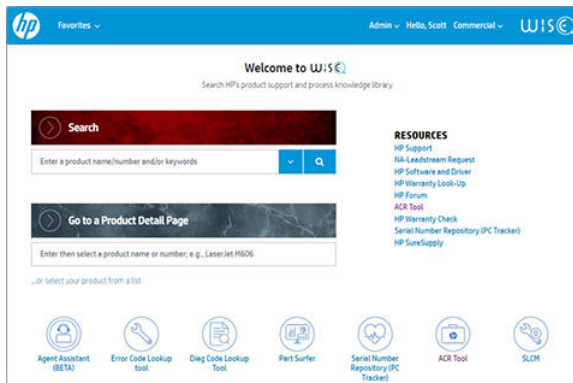 hp
Favorites
Admin
Hello, Scott
Commercial
WISE
Welcome to WISE
Search HP's product support and process knowledge library
Search
Enter a product name/number and/or keywords
Go to a Product Detail Page
Enter then select a product name or number; e.g., LaserJet M606
...or select your product from a list
RESOURCES
HP Support
NA-Leadstream Request
HP Software and Driver
HP Warranty Look-Up
HP Forum
ACR Tool
HP Warranty Check
Serial Number Repository (PC Tracker)
HP SureSupply
Agent Assistant
(BETA)
Error Code Lookup
tool
Diag Code Lookup
Tool
Part Surfer
Serial Number
Repository (PC
Tracker)
hp
ACR Tool
SLCM